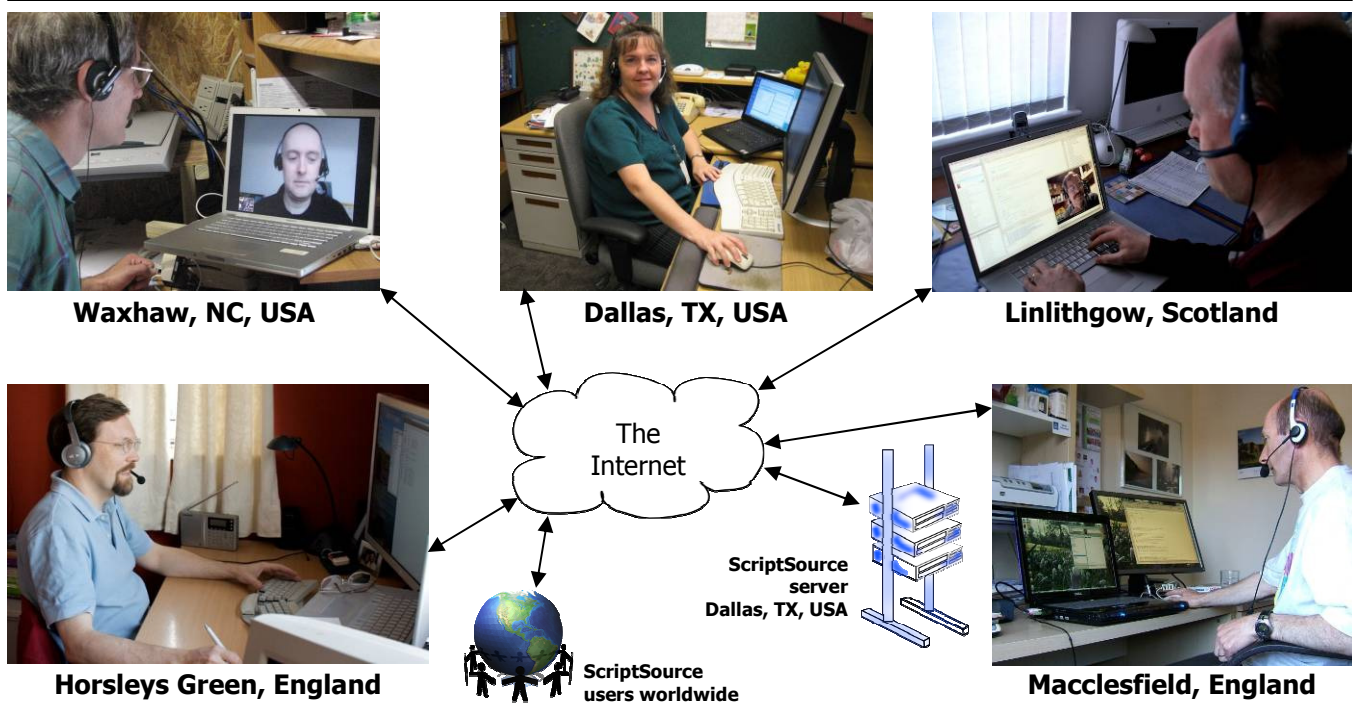 Waxhaw, NC, USA
Dallas, TX, USA
Linlithgow, Scotland
The
Internet
ScriptSource
server
Dallas, TX, USA
Horsleys Green, England
ScriptSource
users worldwide
Macclesfield, England